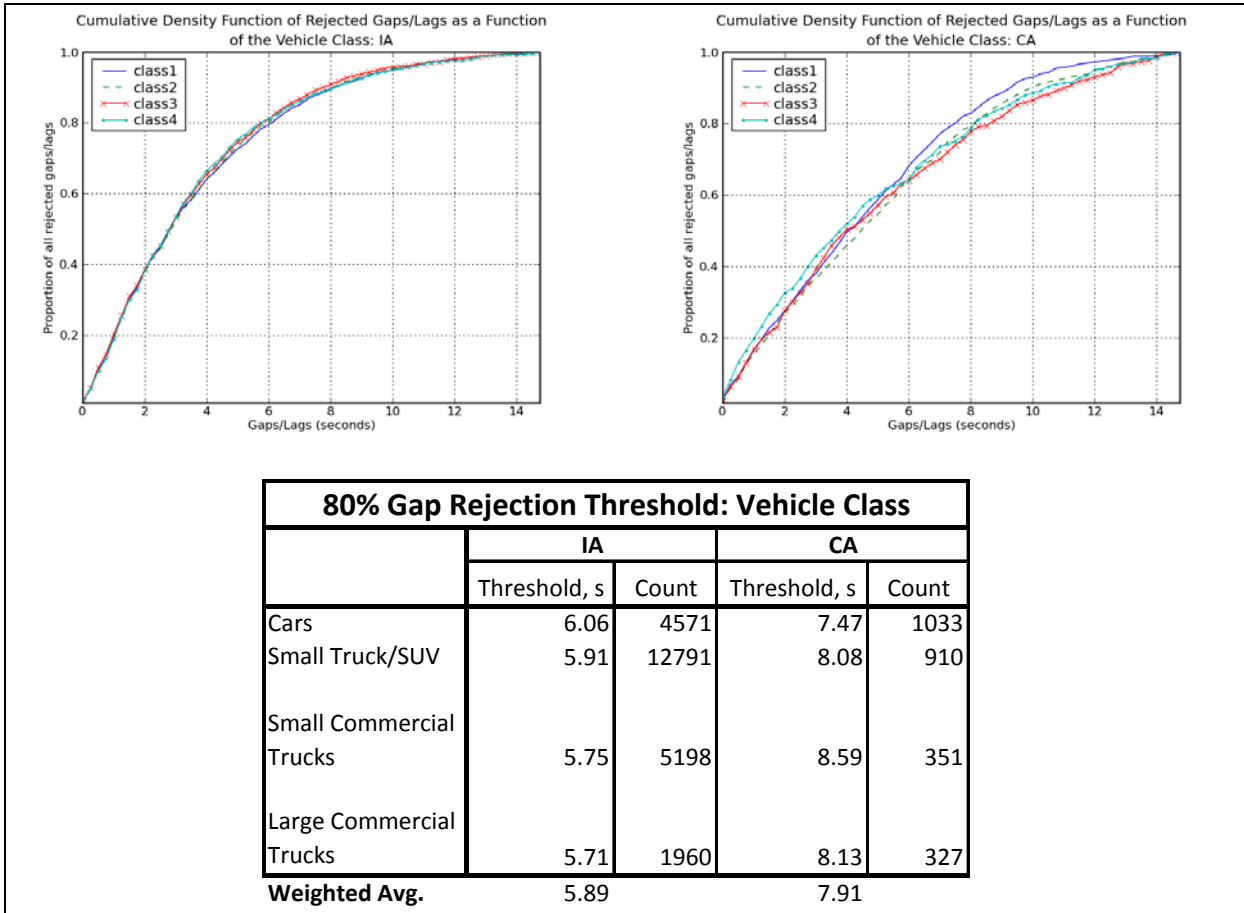 Cumulative Density Function of Rejected Gaps/Lags as a Function
of the Vehicle Class: IA
1.0
0.8
0.6
0.4
0.2
0 2 4 6 8 10 12 14
Proportion of all rejected gaps/lags
Gaps/Lags (seconds)
class1
class2
class3
class4
Cumulative Density Function of Rejected Gaps/Lags as a Function
of the Vehicle Class: CA
1.0
0.8
0.6
0.4
0.2
0 2 4 6 8 10 12 14
Proportion of all rejected gaps/lags
Gaps/Lags (seconds)
class1
class2
class3
class4
80% Gap Rejection Threshold: Vehicle Class
IA CA
Threshold, s Count Threshold, s Count
Cars 6.06 4571 7.47 1033
Small Truck/SUV 5.91 12791 8.08 910
Small Commercial
Trucks 5.75 5198 8.59 351
Large Commercial
Trucks 5.71 1960 8.13 327
Weighted Avg. 5.89 7.91